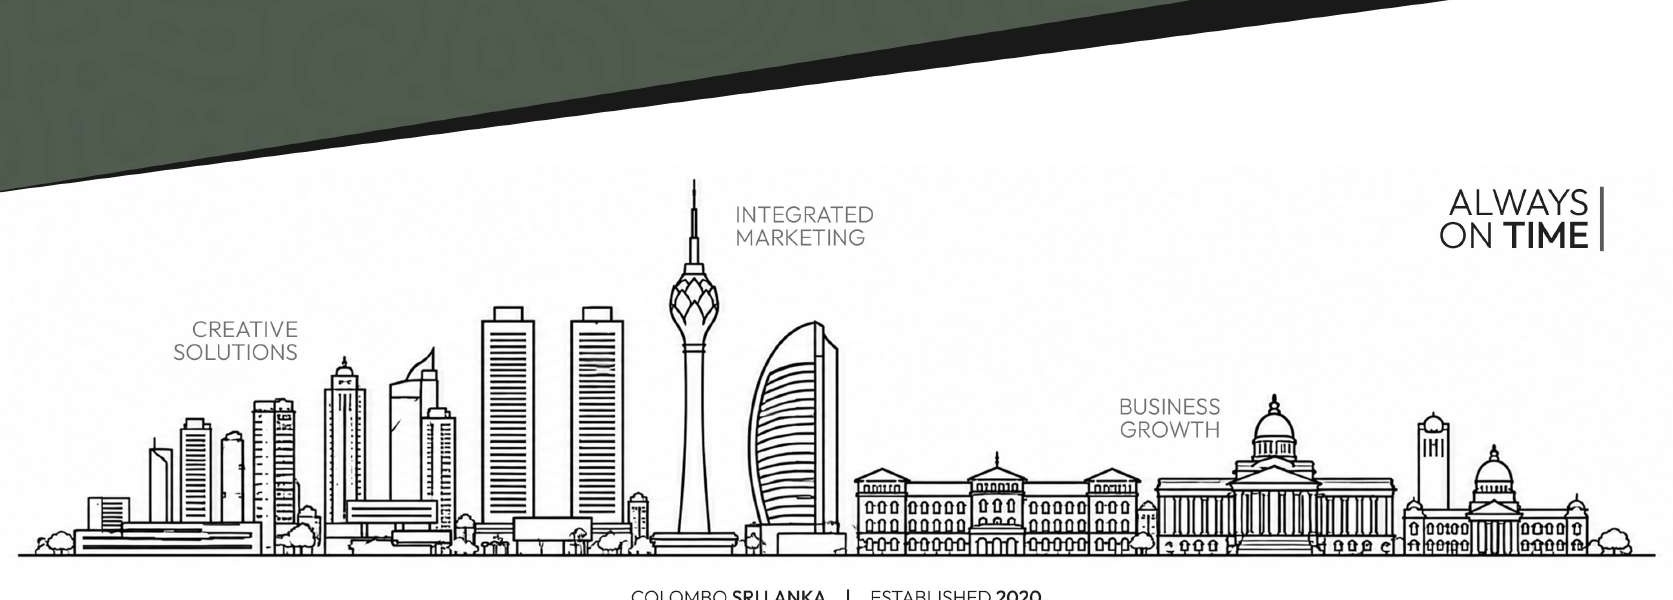 ALWAYS
ON TIME
INTEGRATED
MARKETING
CREATIVE
SOLUTIONS
BUSINESS
GROWTH
COLOMBO SRI LANKA | ESTABLISHED 2020